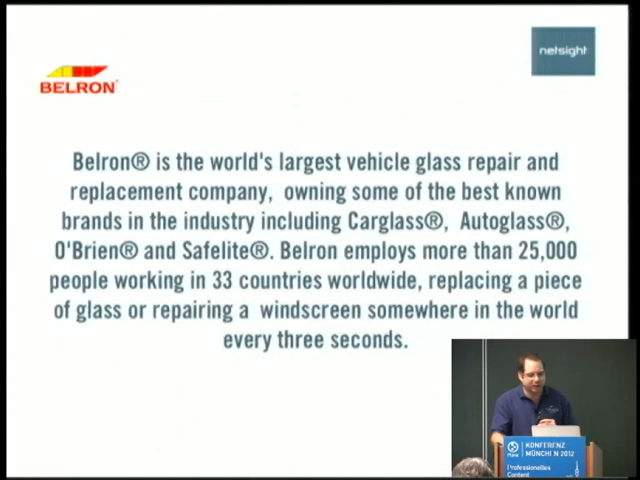 netsight
BELRON®
Belron® is the world's largest vehicle glass repair and
replacement company, owning some of the best known
brands in the industry including Carglass®, Autoglass®,
O'Brien® and Safelite®. Belron employs more than 25,000
people working in 33 countries worldwide, replacing a piece
of glass or repairing a windscreen somewhere in the world
every three seconds.
Plone
KONFERENZ
MÜNCHEN 2012
Professionelles
Content